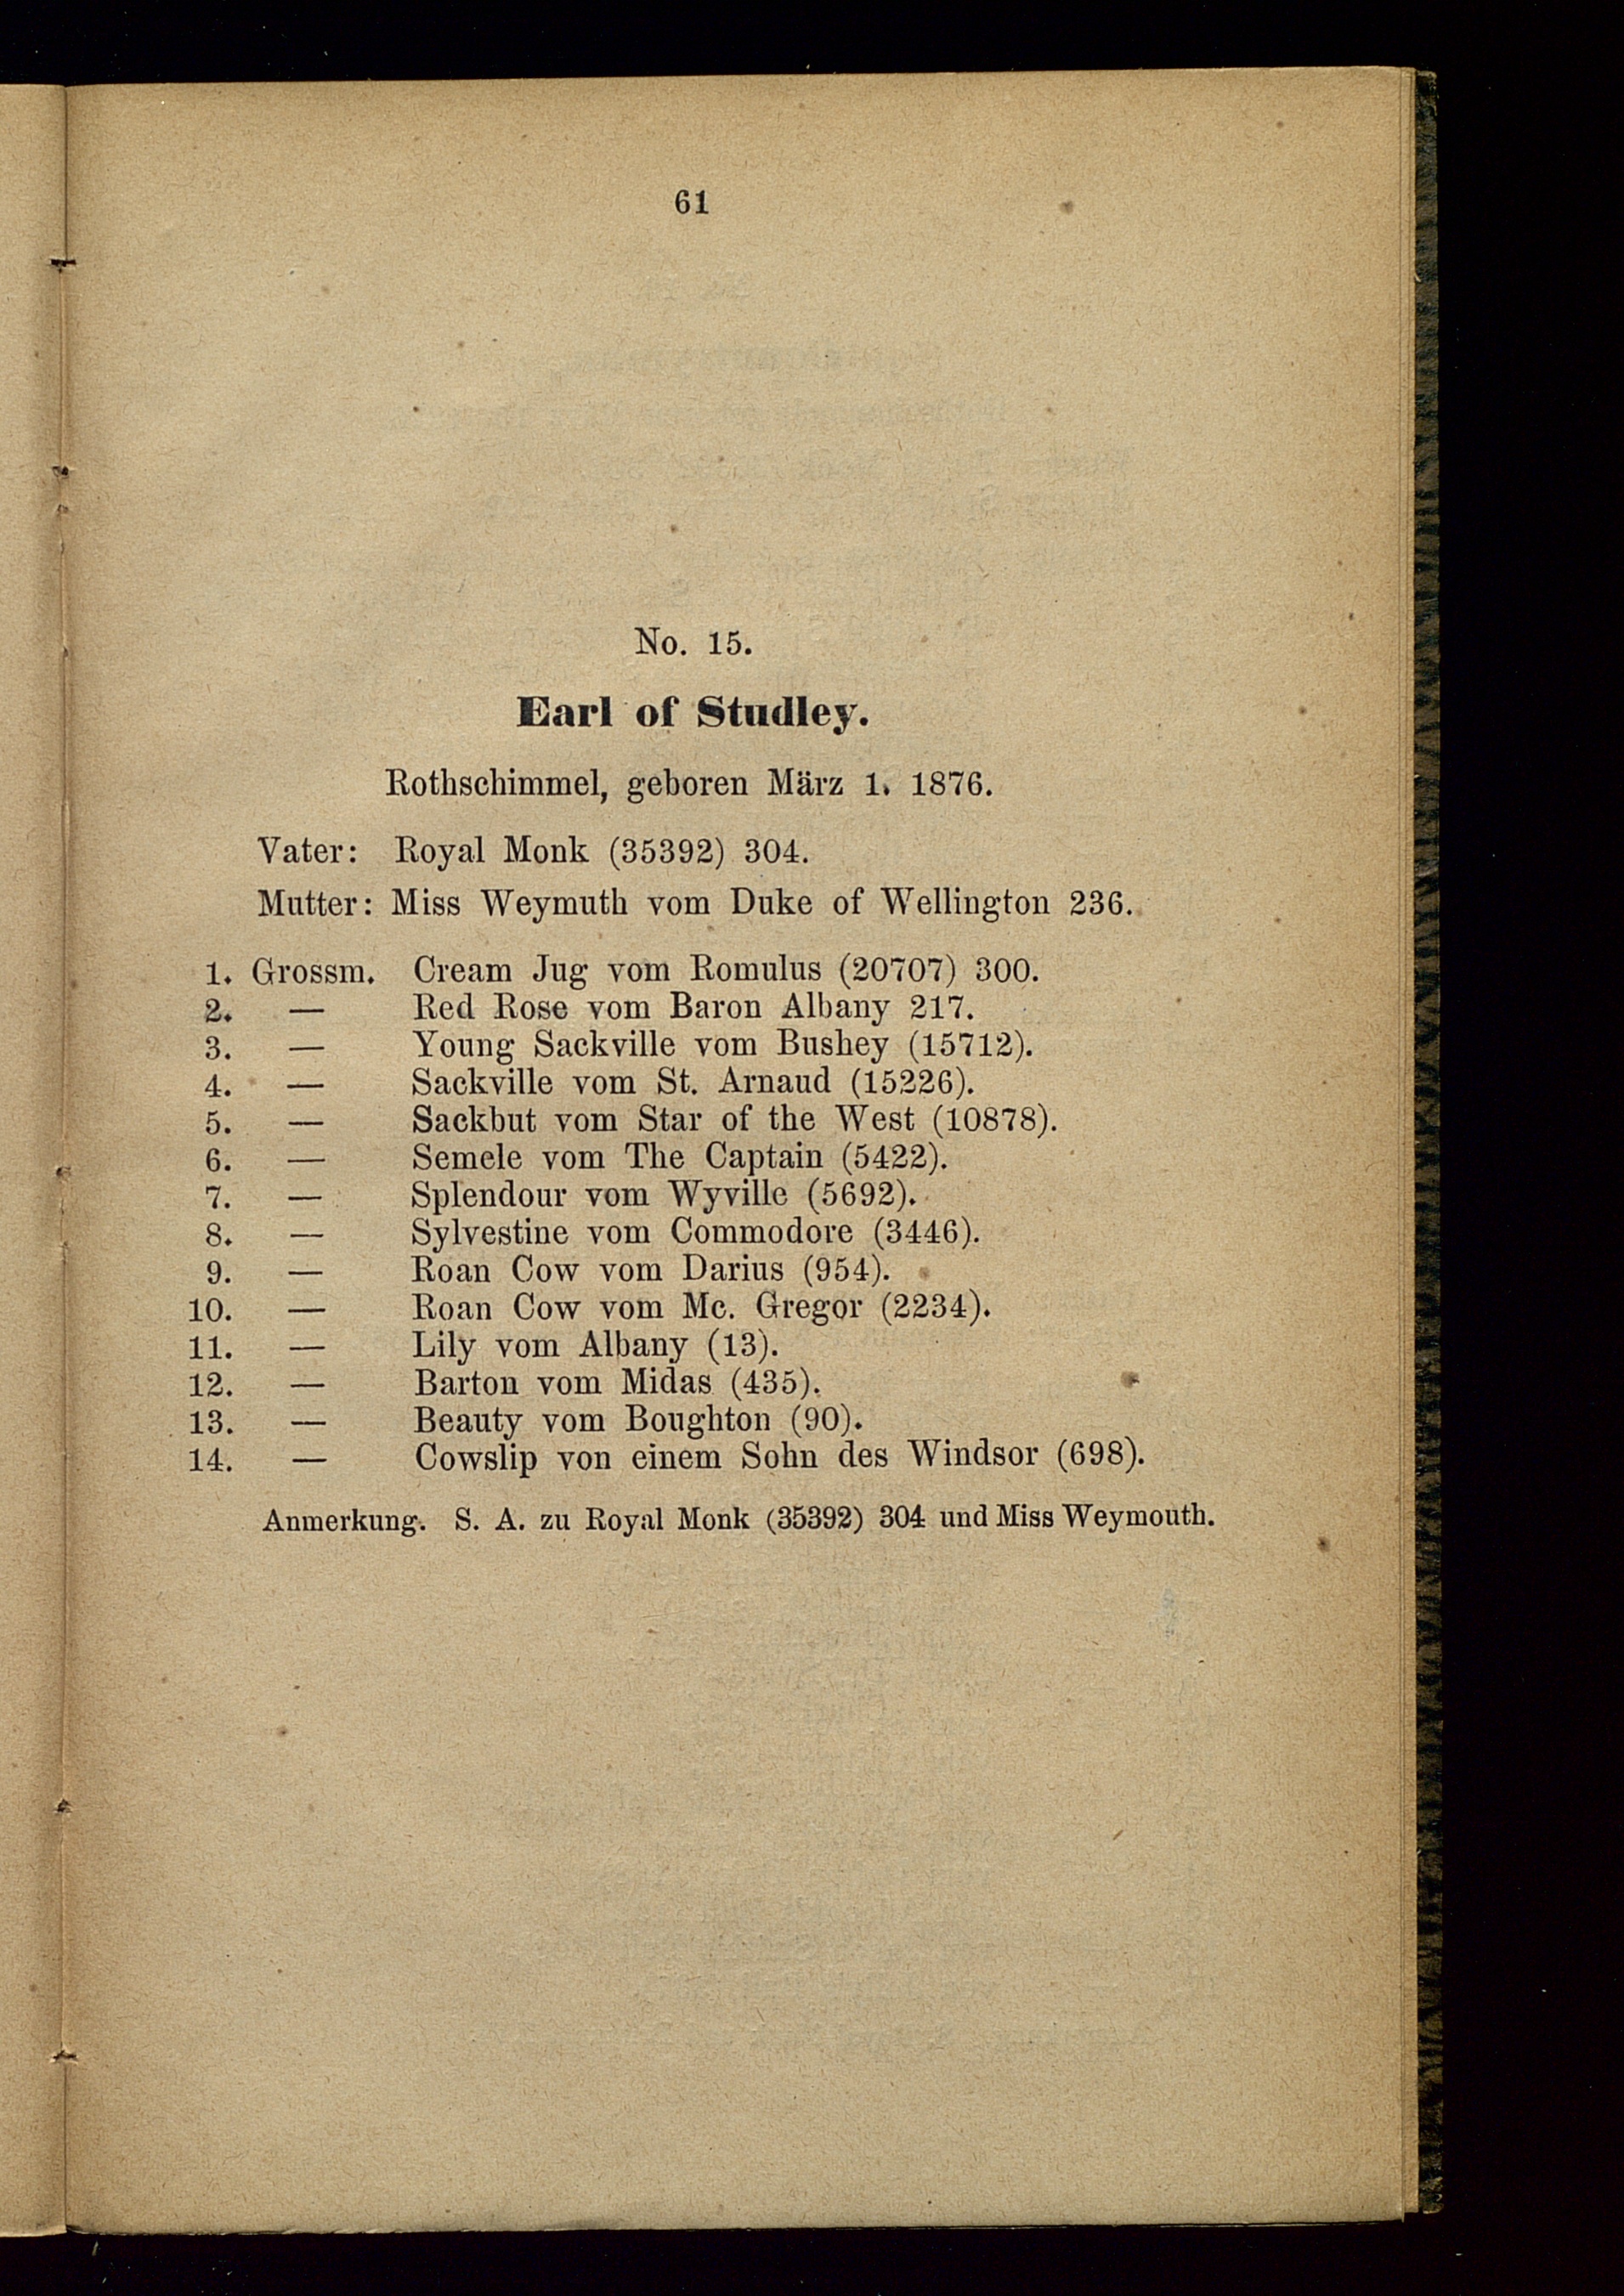 61
No. 15.
Earl of Studley.
Rothschimmel, geboren März 1. 1876.
Vater: Royal Monk (35392) 304.
Mutter: Miss Weymuth vom Duke of Wellington 236.
1. Grossm. Cream Jug vom Romulus (20707) 300.
2. — Red Rose vom Baron Albany 217.
3. — Young Sackville vom Bushey (15712).
4. — Sackville vom St. Arnaud (15226).
5. — Sackbut vom Star of the West (10878).
6. — Semele vom The Captain (5422).
7. — Splendour vom Wyville (5692).
8. — Sylvestine vom Commodore (3446).
9. — Roan Cow vom Darius (954).
10. — Roan Cow vom Mc. Gregor (2234).
11. — Lily vom Albany (13).
12. — Barton vom Midas (435).
13. — Beauty vom Boughton (90).
14. — Cowslip von einem Sohn des Windsor (698).
Anmerkung. S. A. zu Royal Monk (35392) 304 und Miss Weymouth.